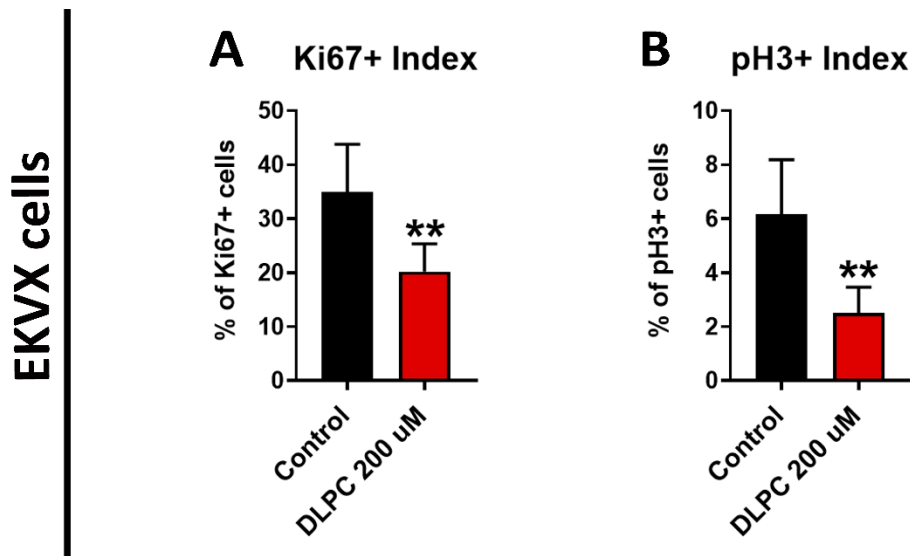 EKVX cells
A
Ki67+ Index
% of Ki67+ cells
50
40
30
20
10
0
**
Control
DLPC 200 uM
B
pH3+ Index
% of pH3+ cells
10
8
6
4
2
0
**
Control
DLPC 200 uM